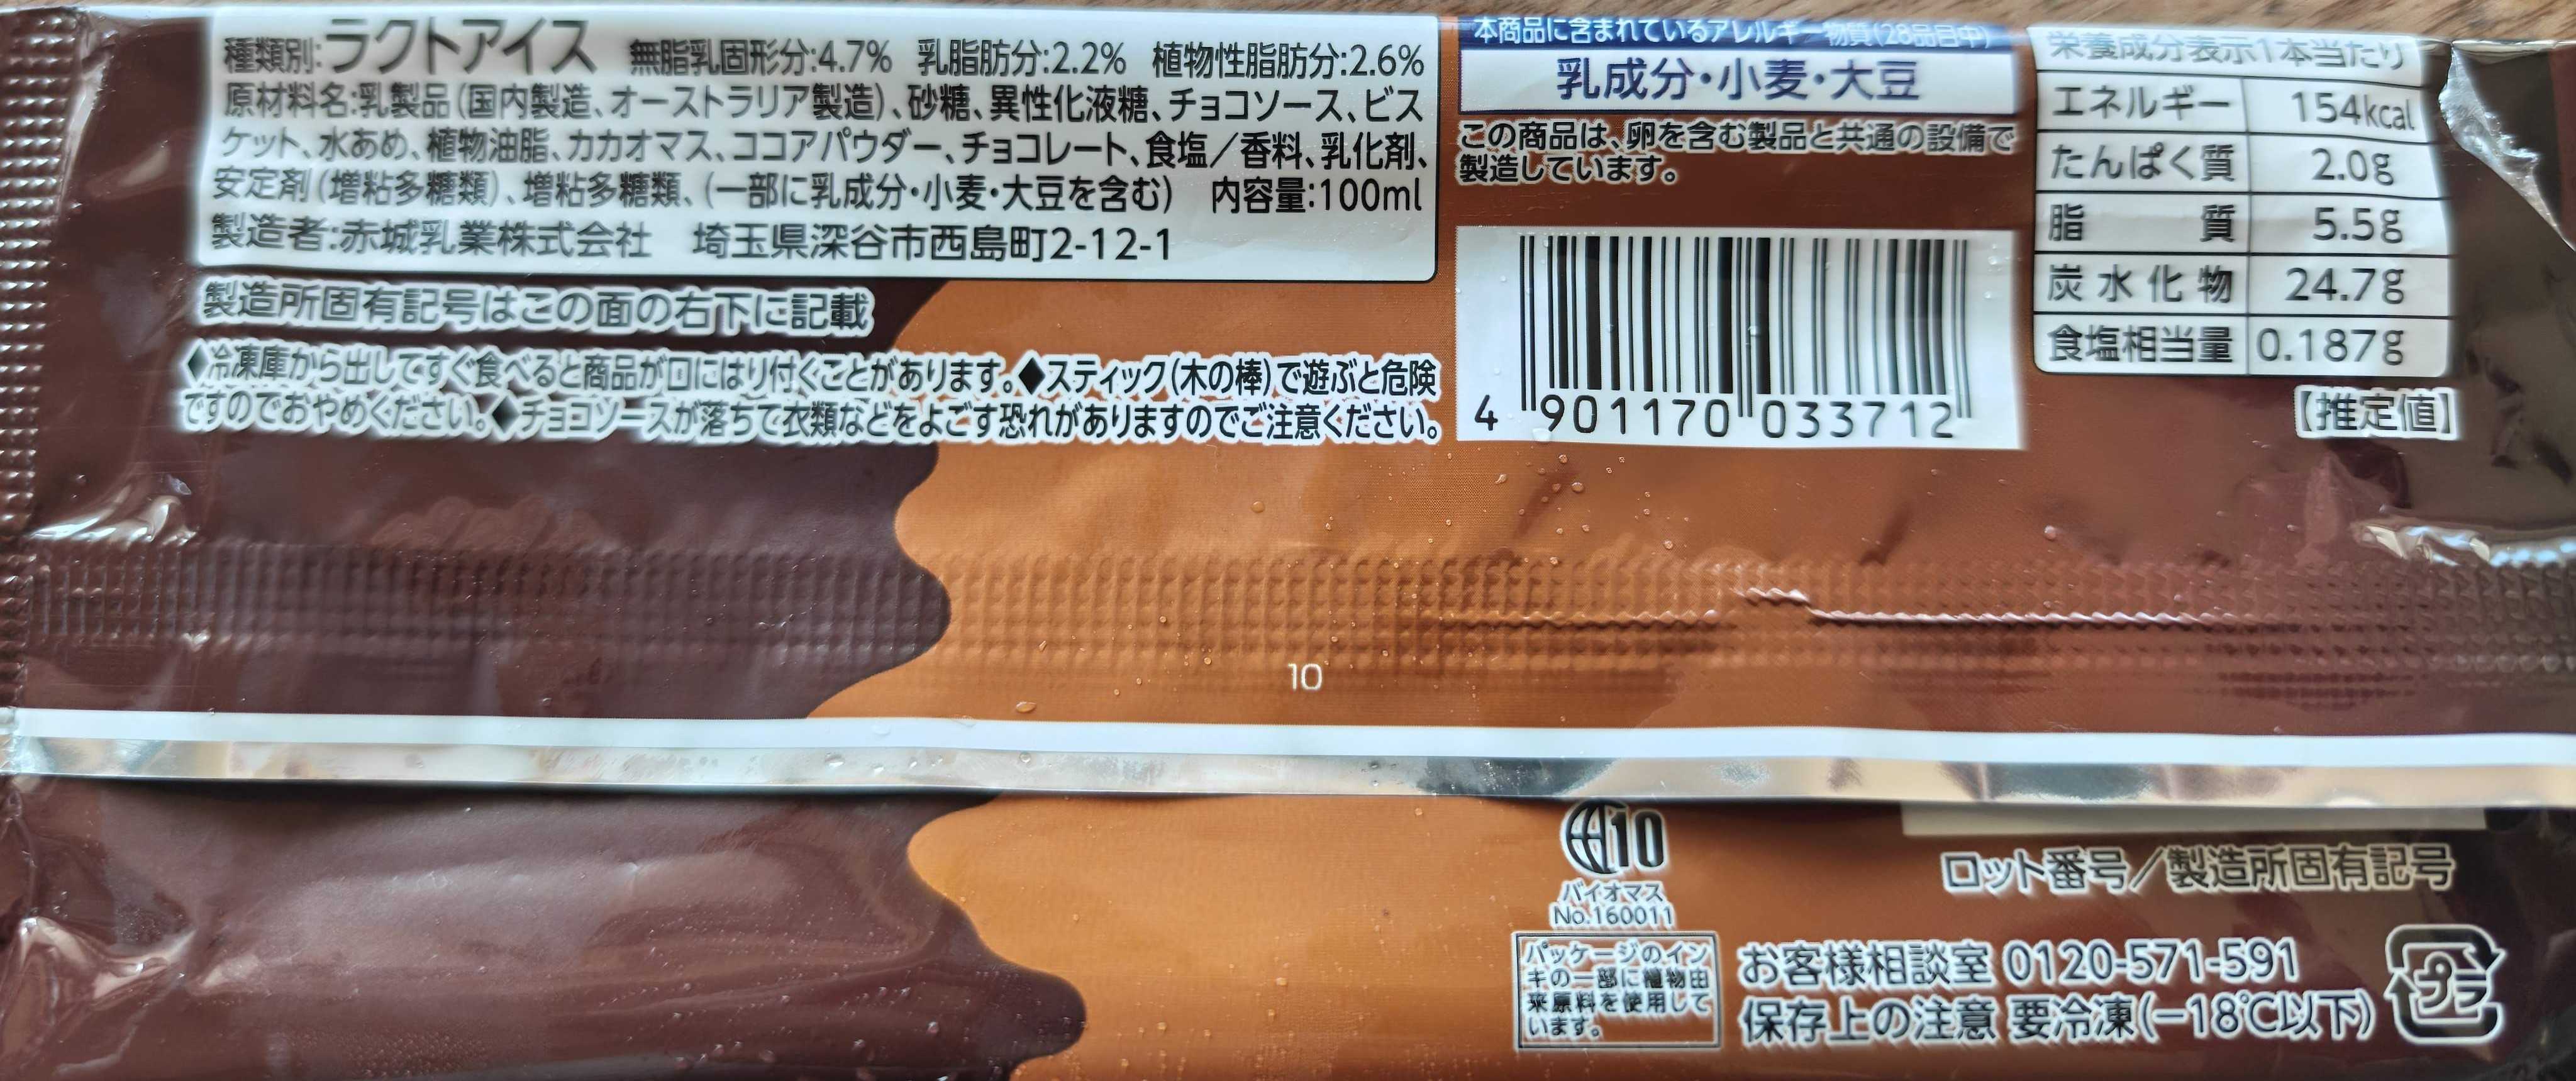 種類別:ラクトアイス 無脂乳固形分:4.7% 乳脂肪分:2.2% 植物性脂肪分:2.6%
原材料名:乳製品(国内製造、オーストラリア製造)、砂糖、異性化液糖、チョコソース、ビス
ケット、水あめ、植物油脂、カカオマス、ココアパウダー、チョコレート、食塩/香料、乳化剤、
安定剤(増粘多糖類)、増粘多糖類、(一部に乳成分・小麦・大豆を含む) 内容量:100ml
製造者:赤城乳業株式会社 埼玉県深谷市西島町2-12-1
製造所固有記号はこの面の右下に記載
♦冷凍庫から出してすぐ食べると商品が口にはり付くことがあります。♦スティック(木の棒)で遊ぶと危険
ですのでおやめください。♦チョコソースが落ちて衣類などをよごす恐れがありますのでご注意ください。
本商品に含まれているアレルギー物質(28品目中)
乳成分・小麦・大豆
この商品は、卵を含む製品と共通の設備で
製造しています。
4 901170 033712
栄養成分表示1本当たり
エネルギー 154kcal
たんぱく質 2.0g
脂質 5.5g
炭水化物 24.7g
食塩相当量 0.187g
【推定値】
10
10
バイオマス
No.160011
パッケージのイン
キの一部に植物由
来原料を使用して
います。
ロット番号/製造所固有記号
お客様相談室 0120-571-591
保存上の注意 要冷凍(-18℃以下)
プラ